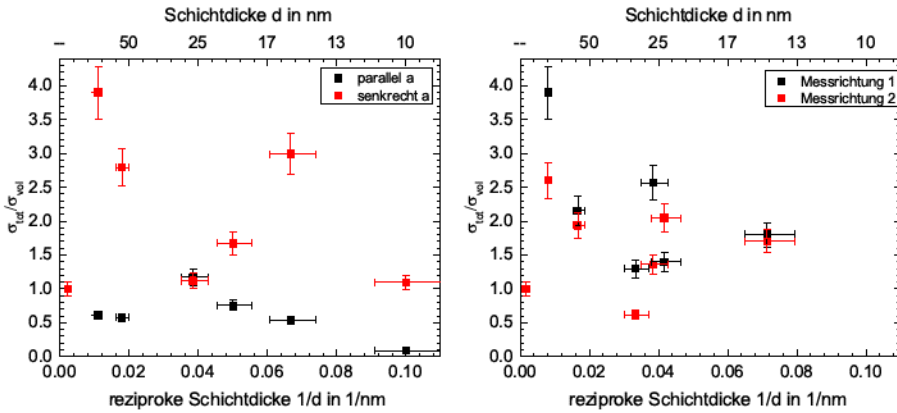 Schichtdicke d in nm
-- 50 25 17 13 10
4.0
3.5
3.0
2.5
2.0
1.5
1.0
0.5
0.0
σtot/σvol
parallel a
senkrecht a
0.00 0.02 0.04 0.06 0.08 0.10
reziproke Schichtdicke 1/d in 1/nm
Schichtdicke d in nm
-- 50 25 17 13 10
4.0
3.5
3.0
2.5
2.0
1.5
1.0
0.5
0.0
σtot/σvol
Messrichtung 1
Messrichtung 2
0.00 0.02 0.04 0.06 0.08 0.10
reziproke Schichtdicke 1/d in 1/nm